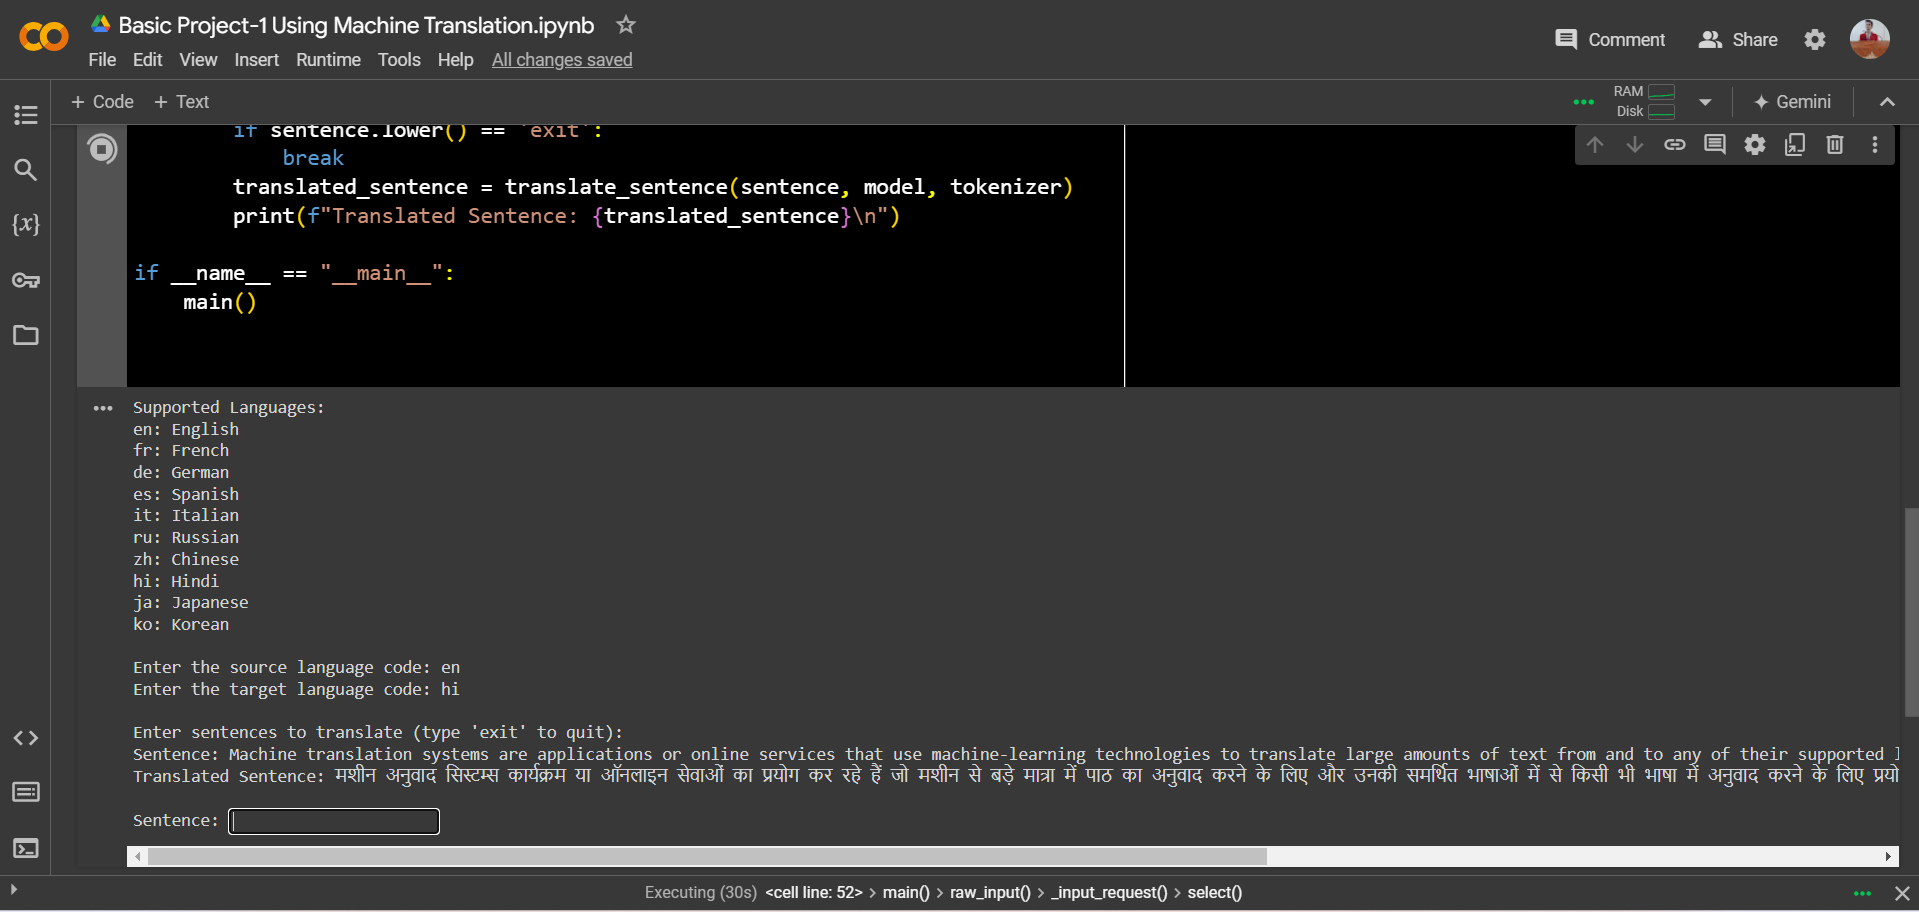 Basic Project-1 Using Machine Translation.ipynb
File Edit View Insert Runtime Tools Help All changes saved
Comment Share
+ Code + Text
RAM
Disk
Gemini
if sentence.lower() == 'exit':
break
translated_sentence = translate_sentence(sentence, model, tokenizer)
print(f"Translated Sentence: {translated_sentence}\n")
if __name__ == "__main__":
main()
Supported Languages:
en: English
fr: French
de: German
es: Spanish
it: Italian
ru: Russian
zh: Chinese
hi: Hindi
ja: Japanese
ko: Korean
Enter the source language code: en
Enter the target language code: hi
Enter sentences to translate (type 'exit' to quit):
Sentence: Machine translation systems are applications or online services that use machine-learning technologies to translate large amounts of text from and to any of their supported
Translated Sentence: मशीन अनुवाद सिस्टम्स कार्यक्रम या ऑनलाइन सेवाओं का प्रयोग कर रहे हैं जो मशीन से बड़े मात्रा में पाठ का अनुवाद करने के लिए और उनकी समर्थित भाषाओं में से किसी भी भाषा में अनुवाद करने के लिए प्रयो
Sentence:
Executing (30s) <cell line: 52> > main() > raw_input() > _input_request() > select()